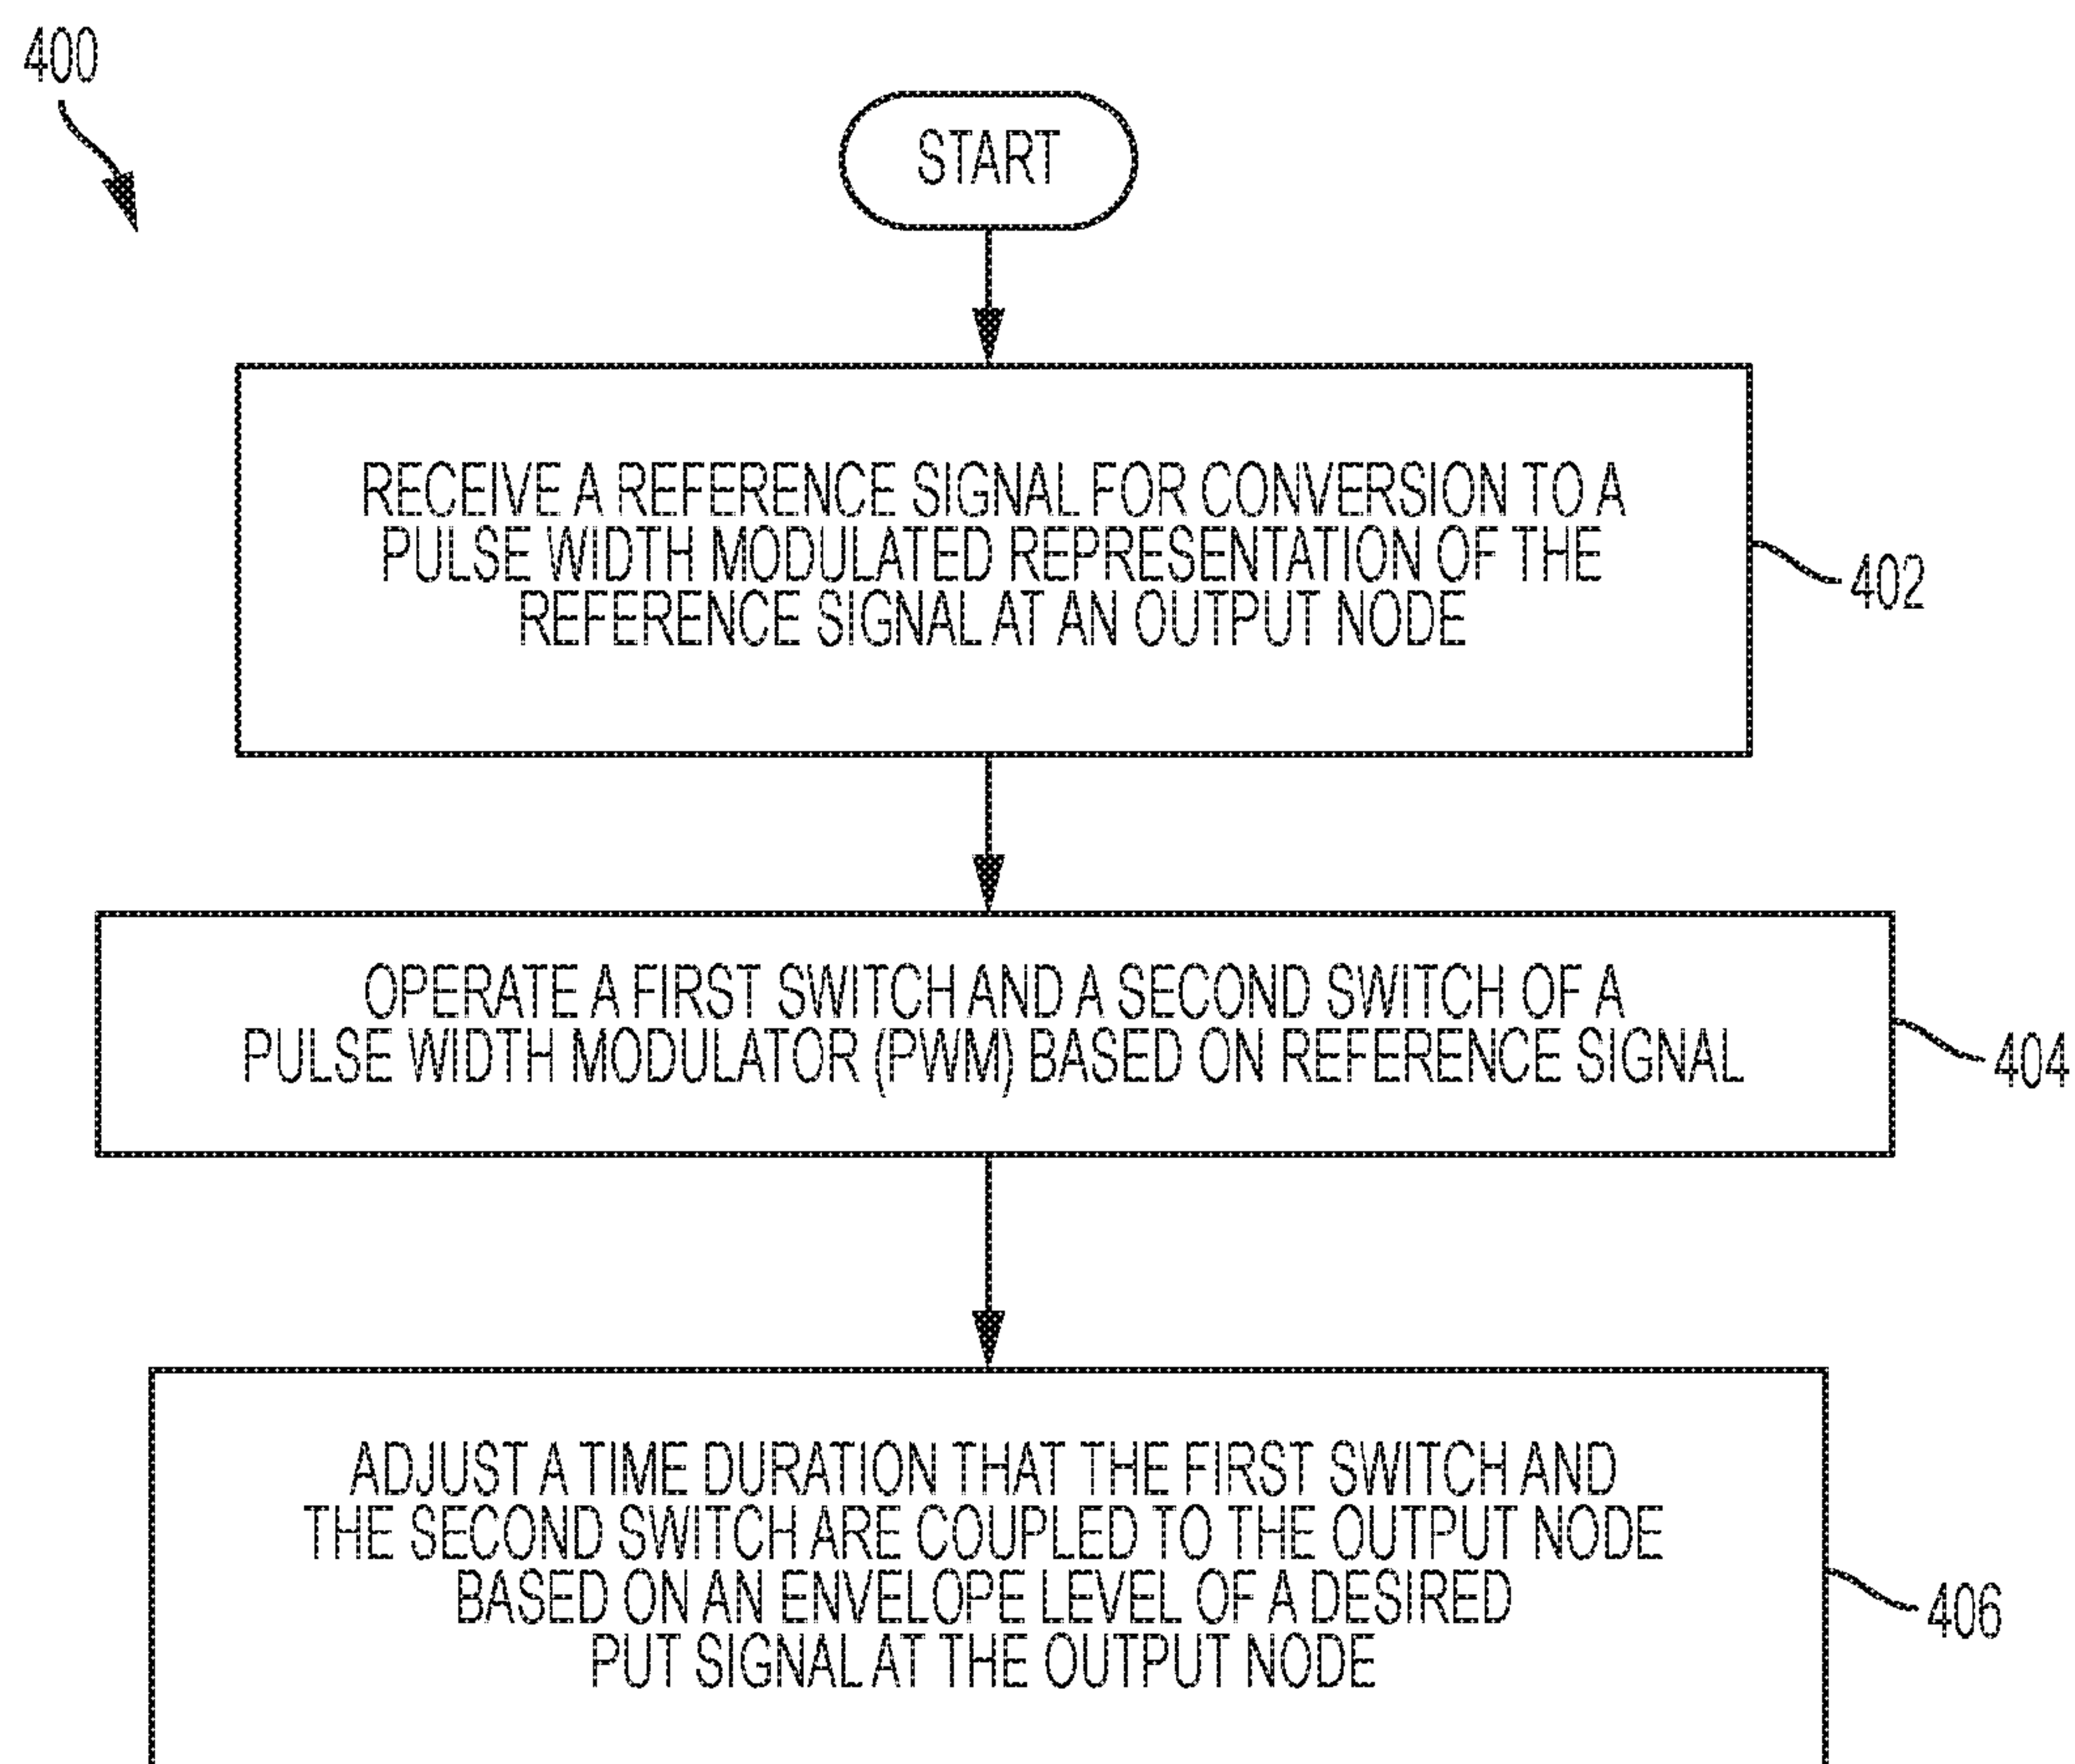 400
START
RECEIVE A REFERENCE SIGNAL FOR CONVERSION TO A
PULSE WIDTH MODULATED REPRESENTATION OF THE
REFERENCE SIGNAL AT AN OUTPUT NODE
402
OPERATE A FIRST SWITCH AND A SECOND SWITCH OF A
PULSE WIDTH MODULATOR (PWM) BASED ON REFERENCE SIGNAL
404
ADJUST A TIME DURATION THAT THE FIRST SWITCH AND
THE SECOND SWITCH ARE COUPLED TO THE OUTPUT NODE
BASED ON AN ENVELOPE LEVEL OF A DESIRED
PUT SIGNAL AT THE OUTPUT NODE
406